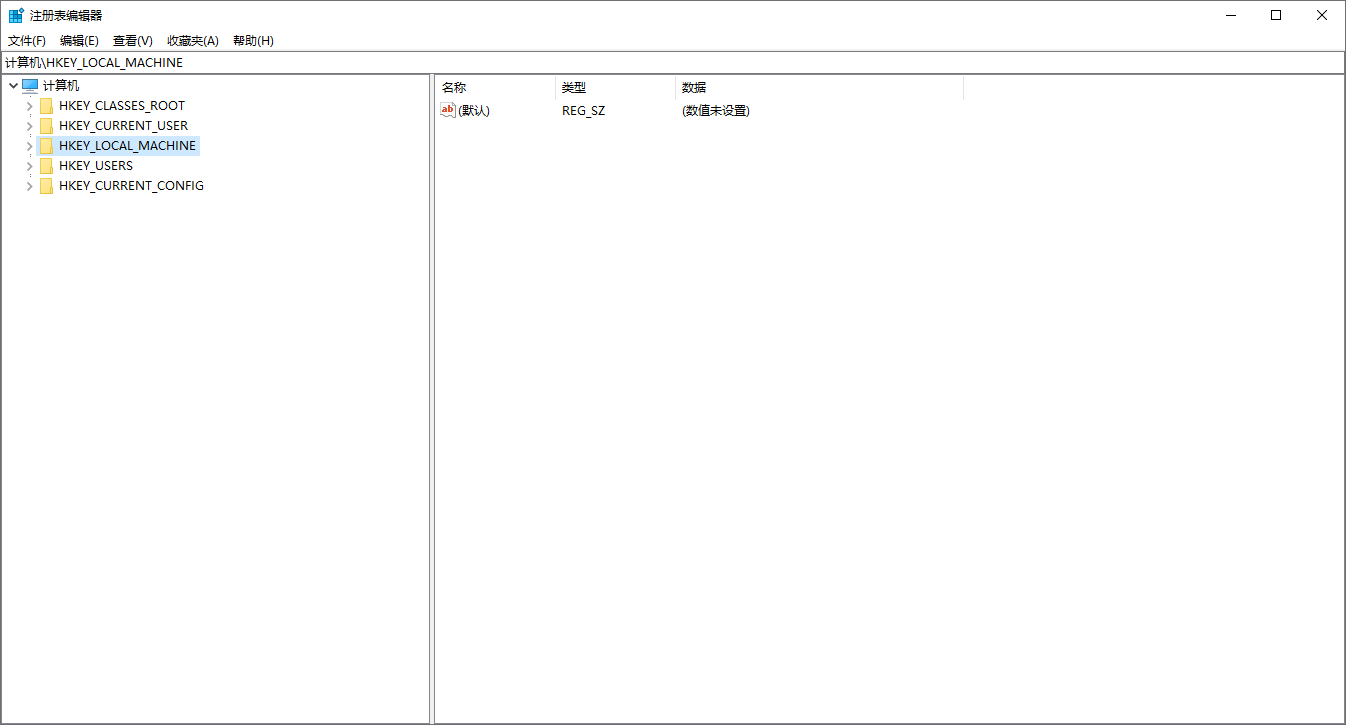 注册表编辑器
文件(F) 编辑(E) 查看(V) 收藏夹(A) 帮助(H)
计算机\HKEY_LOCAL_MACHINE
计算机
HKEY_CLASSES_ROOT
HKEY_CURRENT_USER
HKEY_LOCAL_MACHINE
HKEY_USERS
HKEY_CURRENT_CONFIG
名称 类型 数据
ab (默认) REG_SZ (数值未设置)